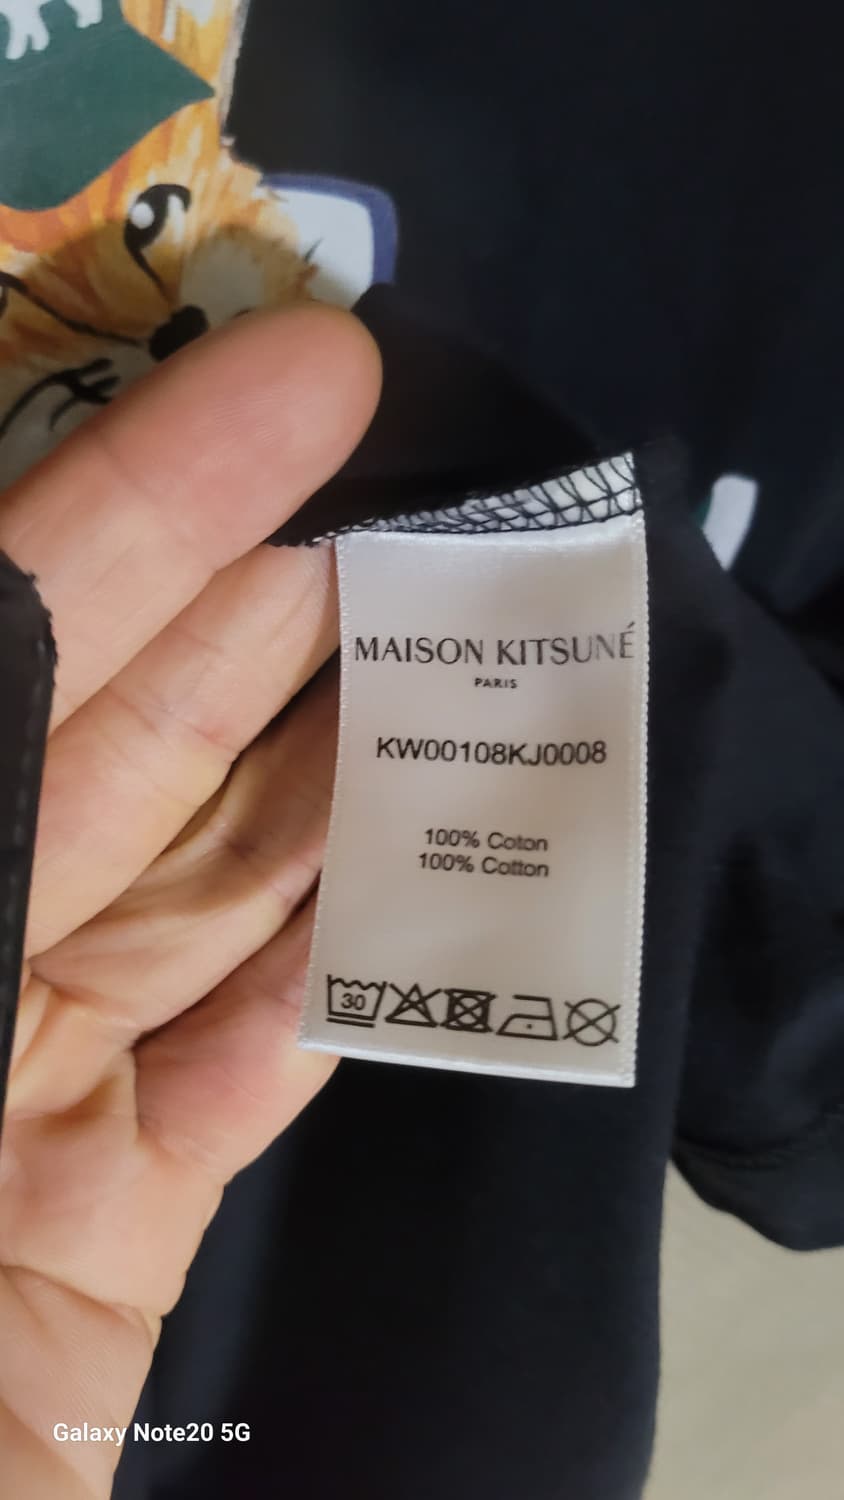 MAISON KITSUNÉ
PARIS
KW00108KJ0008
100% Coton
100% Cotton
30
Galaxy Note20 5G